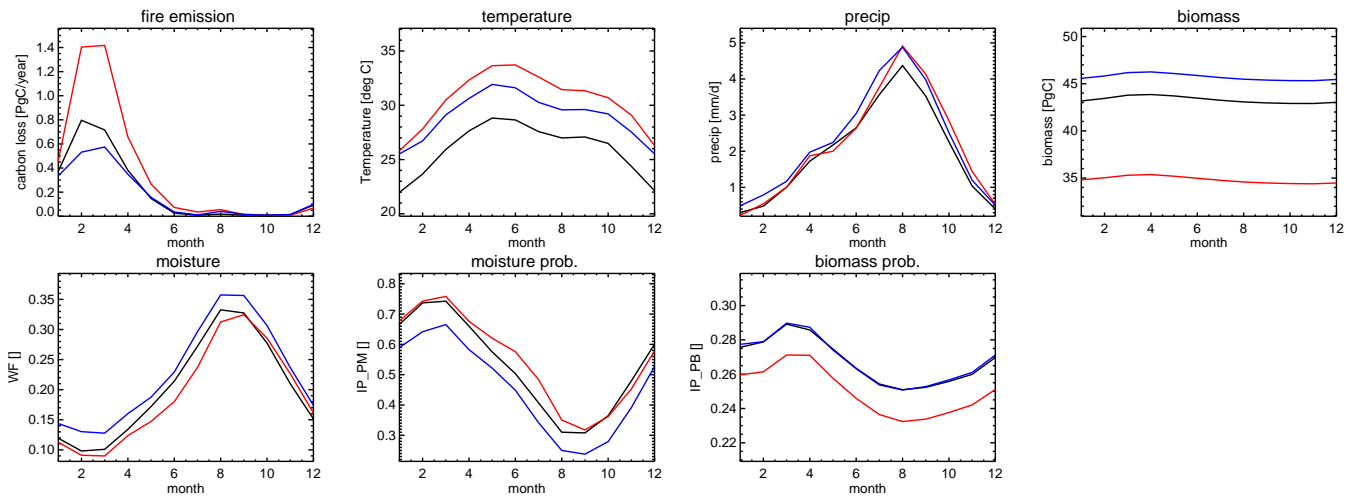 fire emission
carbon loss [PgC/year]
1.4
1.2
1.0
0.8
0.6
0.4
0.2
0.0
2 4 6 8 10 12
month
temperature
Temperature [deg C]
35
30
25
20
2 4 6 8 10 12
month
precip
precip [mm/d]
5
4
3
2
1
2 4 6 8 10 12
month
biomass
biomass [PgC]
50
45
40
35
2 4 6 8 10 12
month
moisture
WF []
0.35
0.30
0.25
0.20
0.15
0.10
2 4 6 8 10 12
month
moisture prob.
IP_PM []
0.8
0.7
0.6
0.5
0.4
0.3
2 4 6 8 10 12
month
biomass prob.
IP_PB []
0.30
0.28
0.26
0.24
0.22
2 4 6 8 10 12
month